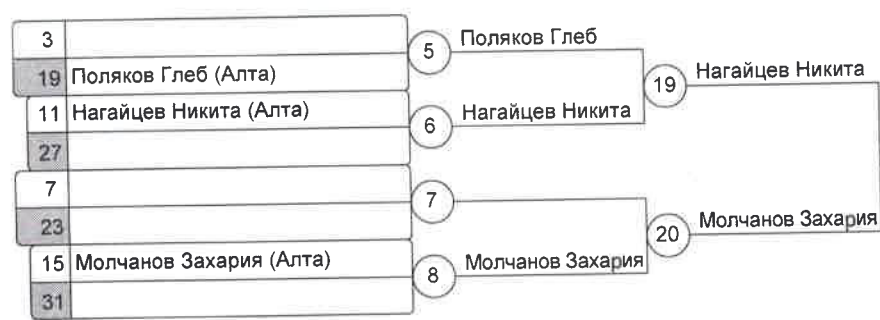 3
19 Поляков Глеб (Алта)
11 Нагайцев Никита (Алта)
27
7
23
15 Молчанов Захария (Алта)
31
5 Поляков Глеб
6 Нагайцев Никита
7
8 Молчанов Захария
19 Нагайцев Никита
20 Молчанов Захария